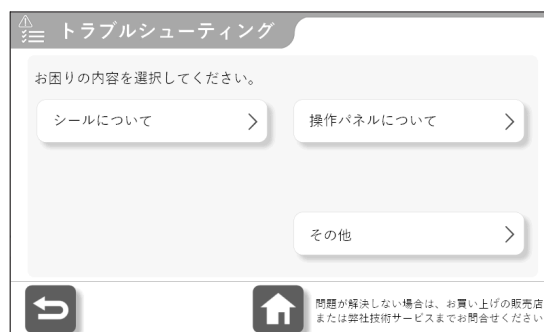 トラブルシューティング
お困りの内容を選択してください。
シールについて
操作パネルについて
その他
問題が解決しない場合は、お買い上げの販売店
または弊社技術サービスまでお問合せください